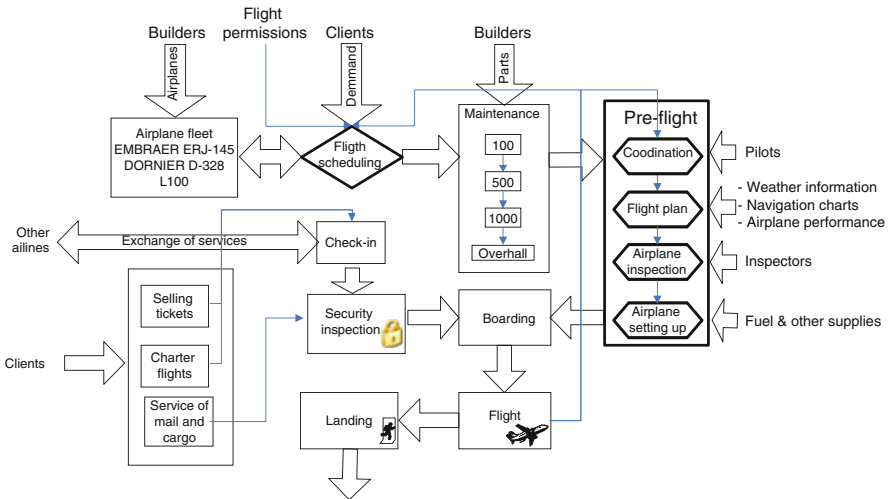 Builders
Flight
permissions
Clients
Builders
Airplanes
Demmand
Parts
Airplane fleet
EMBRAER ERJ-145
DORNIER D-328
L100
Fligth
scheduling
Maintenance
100
500
1000
Overhall
Pre-flight
Coodination
Flight plan
Airplane
inspection
Airplane
setting up
Pilots
- Weather information
- Navigation charts
- Airplane performance
Inspectors
Fuel & other supplies
Other
ailines
Exchange of services
Check-in
Selling
tickets
Charter
flights
Service of
mail and
cargo
Clients
Security
inspection
Boarding
Landing
Flight